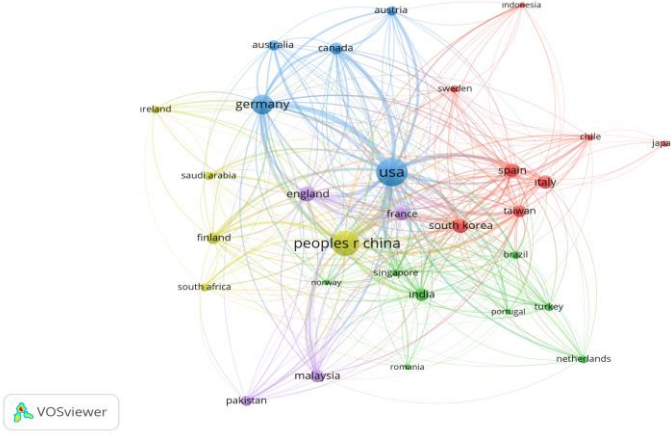 indonesia
austria
australia
canada
sweden
germany
ireland
chile
japa
usa
spain
saudi arabia
italy
england
france
taiwan
south korea
finland
peoples r china
brazil
singapore
norway
south africa
india
turkey
portugal
netherlands
romania
malaysia
pakistan
VOSviewer